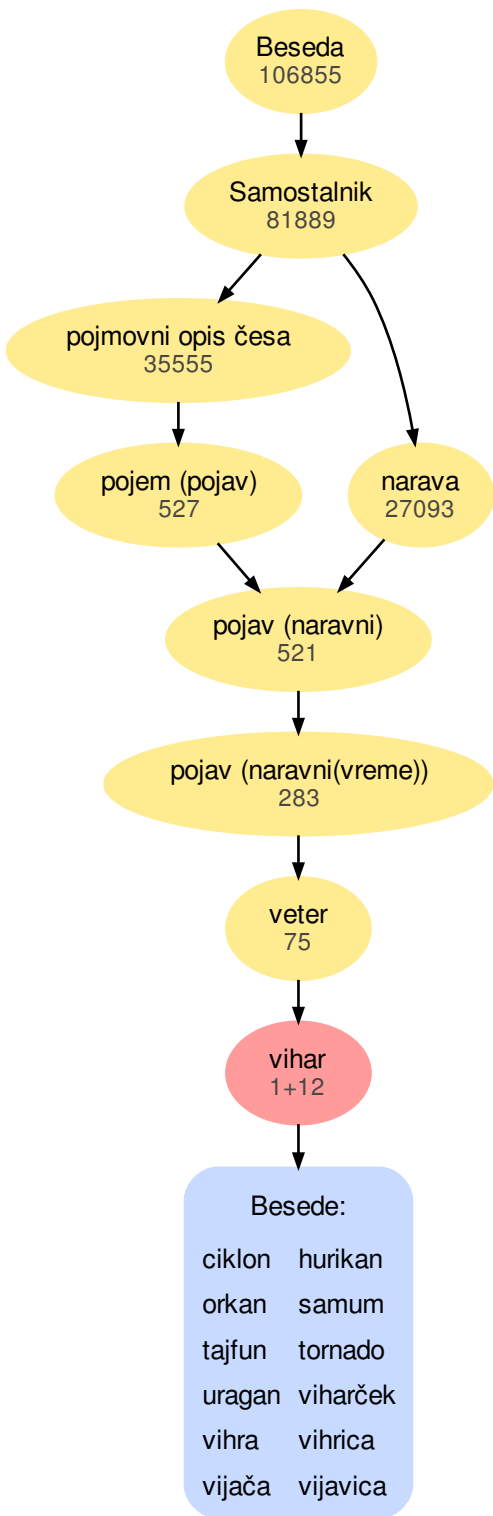 Beseda
106855
Samostalnik
81889
pojmovni opis česa
35555
pojem (pojav)
527
narava
27093
pojav (naravni)
521
pojav (naravni(vreme))
283
veter
75
vihar
1+12
Besede:
ciklon hurikan
orkan samum
tajfun tornado
uragan viharček
vihra vihrica
vijača vijavica